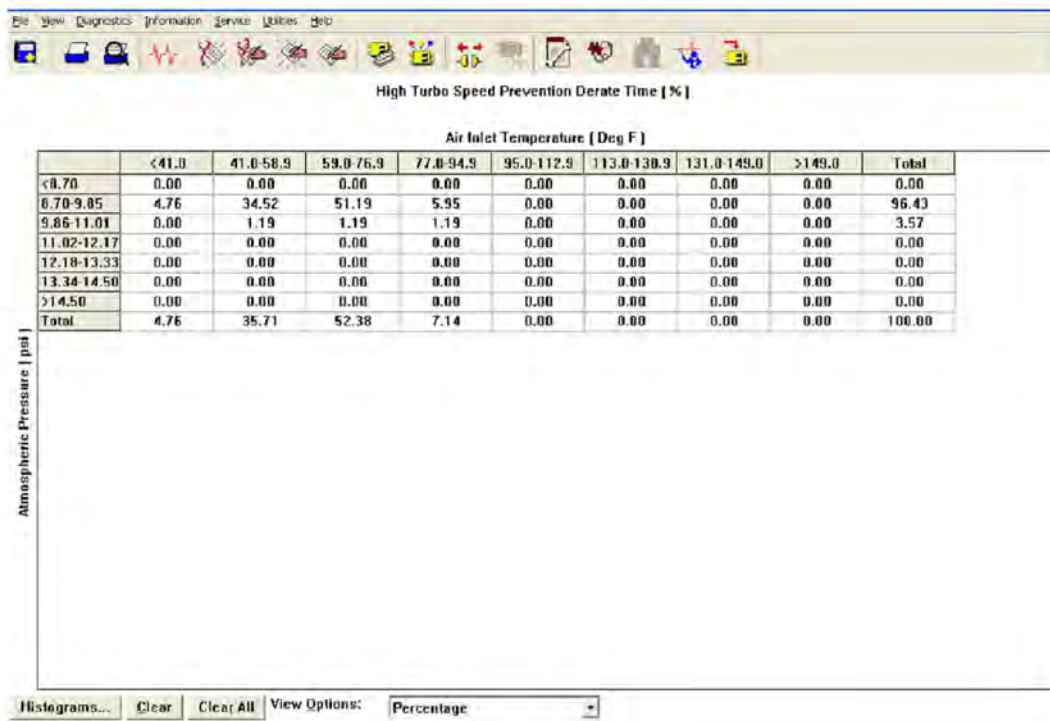 File View Diagnostics Information Service Utilities Help
High Turbo Speed Prevention Derate Time [ % ]
Air Inlet Temperature [ Deg F ]
<41.0 41.0-58.9 59.0-76.9 77.0-94.9 95.0-112.9 113.0-130.9 131.0-149.0 >149.0 Total
<8.70 0.00 0.00 0.00 0.00 0.00 0.00 0.00 0.00 0.00
8.70-9.85 4.76 34.52 51.19 5.95 0.00 0.00 0.00 0.00 96.43
9.86-11.01 0.00 1.19 1.19 1.19 0.00 0.00 0.00 0.00 3.57
11.02-12.17 0.00 0.00 0.00 0.00 0.00 0.00 0.00 0.00 0.00
12.18-13.33 0.00 0.00 0.00 0.00 0.00 0.00 0.00 0.00 0.00
13.34-14.50 0.00 0.00 0.00 0.00 0.00 0.00 0.00 0.00 0.00
>14.50 0.00 0.00 0.00 0.00 0.00 0.00 0.00 0.00 0.00
Total 4.76 35.71 52.38 7.14 0.00 0.00 0.00 0.00 100.00
Atmospheric Pressure [ psi ]
Histograms... Clear Clear All View Options: Percentage